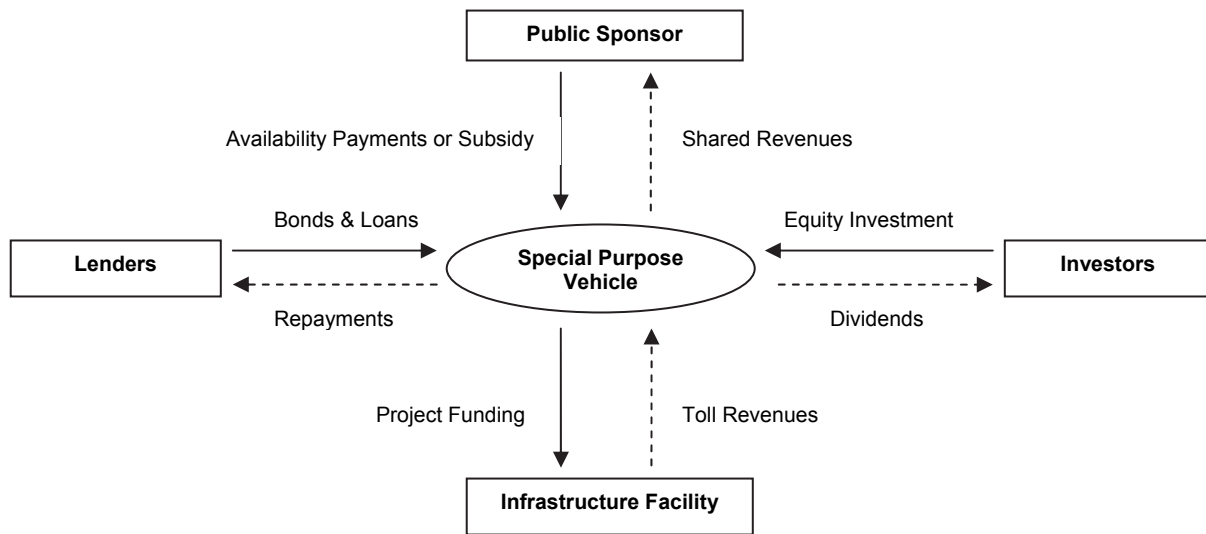 Public Sponsor
Availability Payments or Subsidy
Shared Revenues
Bonds & Loans
Equity Investment
Lenders
Special Purpose
Vehicle
Investors
Repayments
Dividends
Project Funding
Toll Revenues
Infrastructure Facility